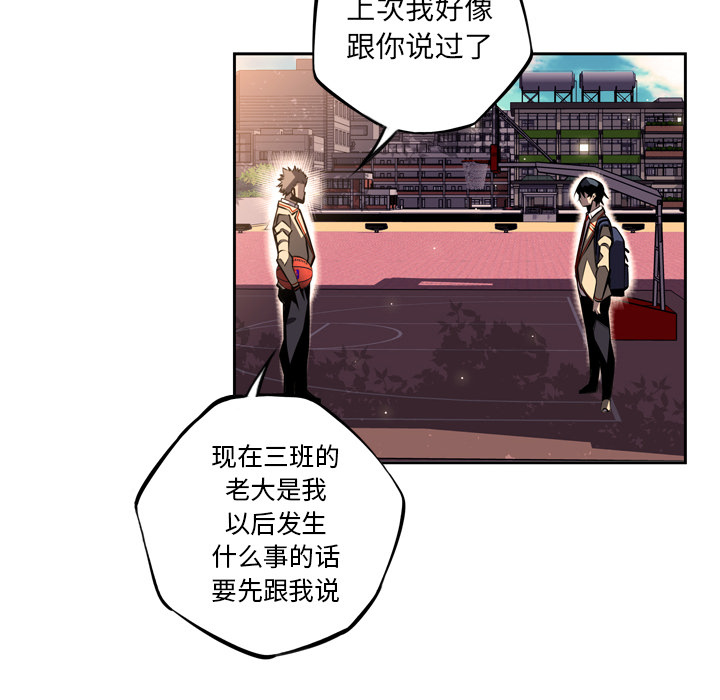 上次我好像
跟你说过了
现在三班的
老大是我
以后发生
什么事的话
要先跟我说